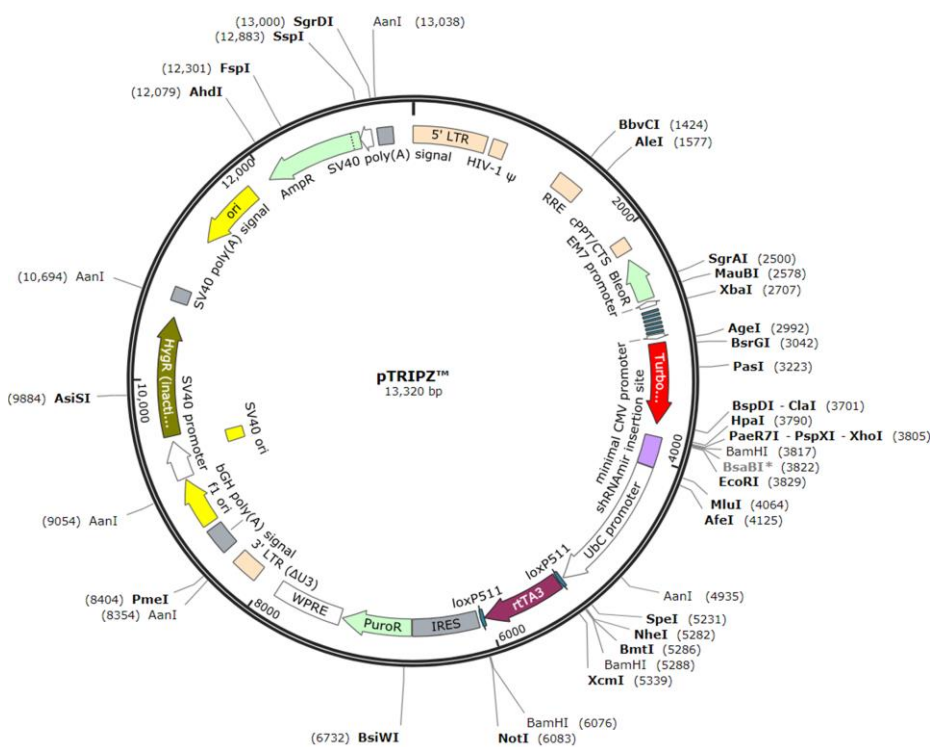 (13,000) SgrDI
AanI (13,038)
(12,883) SspI
(12,301) FspI
(12,079) AhdI
BbvCI (1424)
AleI (1577)
5' LTR
HIV-1 ψ
SV40 poly(A) signal
AmpR
12,000
ori
SV40 poly(A) signal
RRE
2000
cPPT/CTS
BleoR
EM7 promoter
SgrAI (2500)
MauBI (2578)
XbaI (2707)
(10,694) AanI
AgeI (2992)
BsrGI (3042)
PasI (3223)
Turbo...
pTRIPZ™
13,320 bp
HygR (inacti...
10,000
(9884) AsiSI
SV40 promoter
SV40 ori
minimal CMV promoter
shRNAmir insertion site
BspDI - ClaI (3701)
HpaI (3790)
PaeR7I - PspXI - XhoI (3805)
BamHI (3817)
BsaBI* (3822)
EcoRI (3829)
4000
MluI (4064)
AfeI (4125)
UbC promoter
f1 ori
bGH poly(A) signal
(9054) AanI
3' LTR (ΔU3)
(8404) PmeI
(8354) AanI
8000
WPRE
PuroR
IRES
loxP511
loxP511
rtTA3
6000
AanI (4935)
SpeI (5231)
NheI (5282)
BmtI (5286)
BamHI (5288)
XcmI (5339)
BamHI (6076)
(6732) BsiWI
NotI (6083)